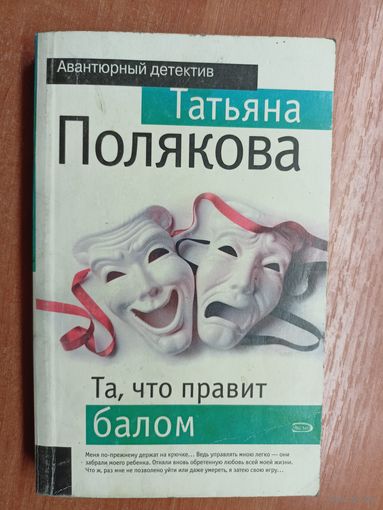 Авантюрный детектив
Татьяна
Полякова
Та, что правит
балом
Меня по-прежнему держат на крючке... Ведь управлять мною легко — они
забрали моего ребенка. Отняли вновь обретенную любовь всей моей жизни.
Что ж, раз мне не позволено уйти или даже умереть, я затею свою игру...